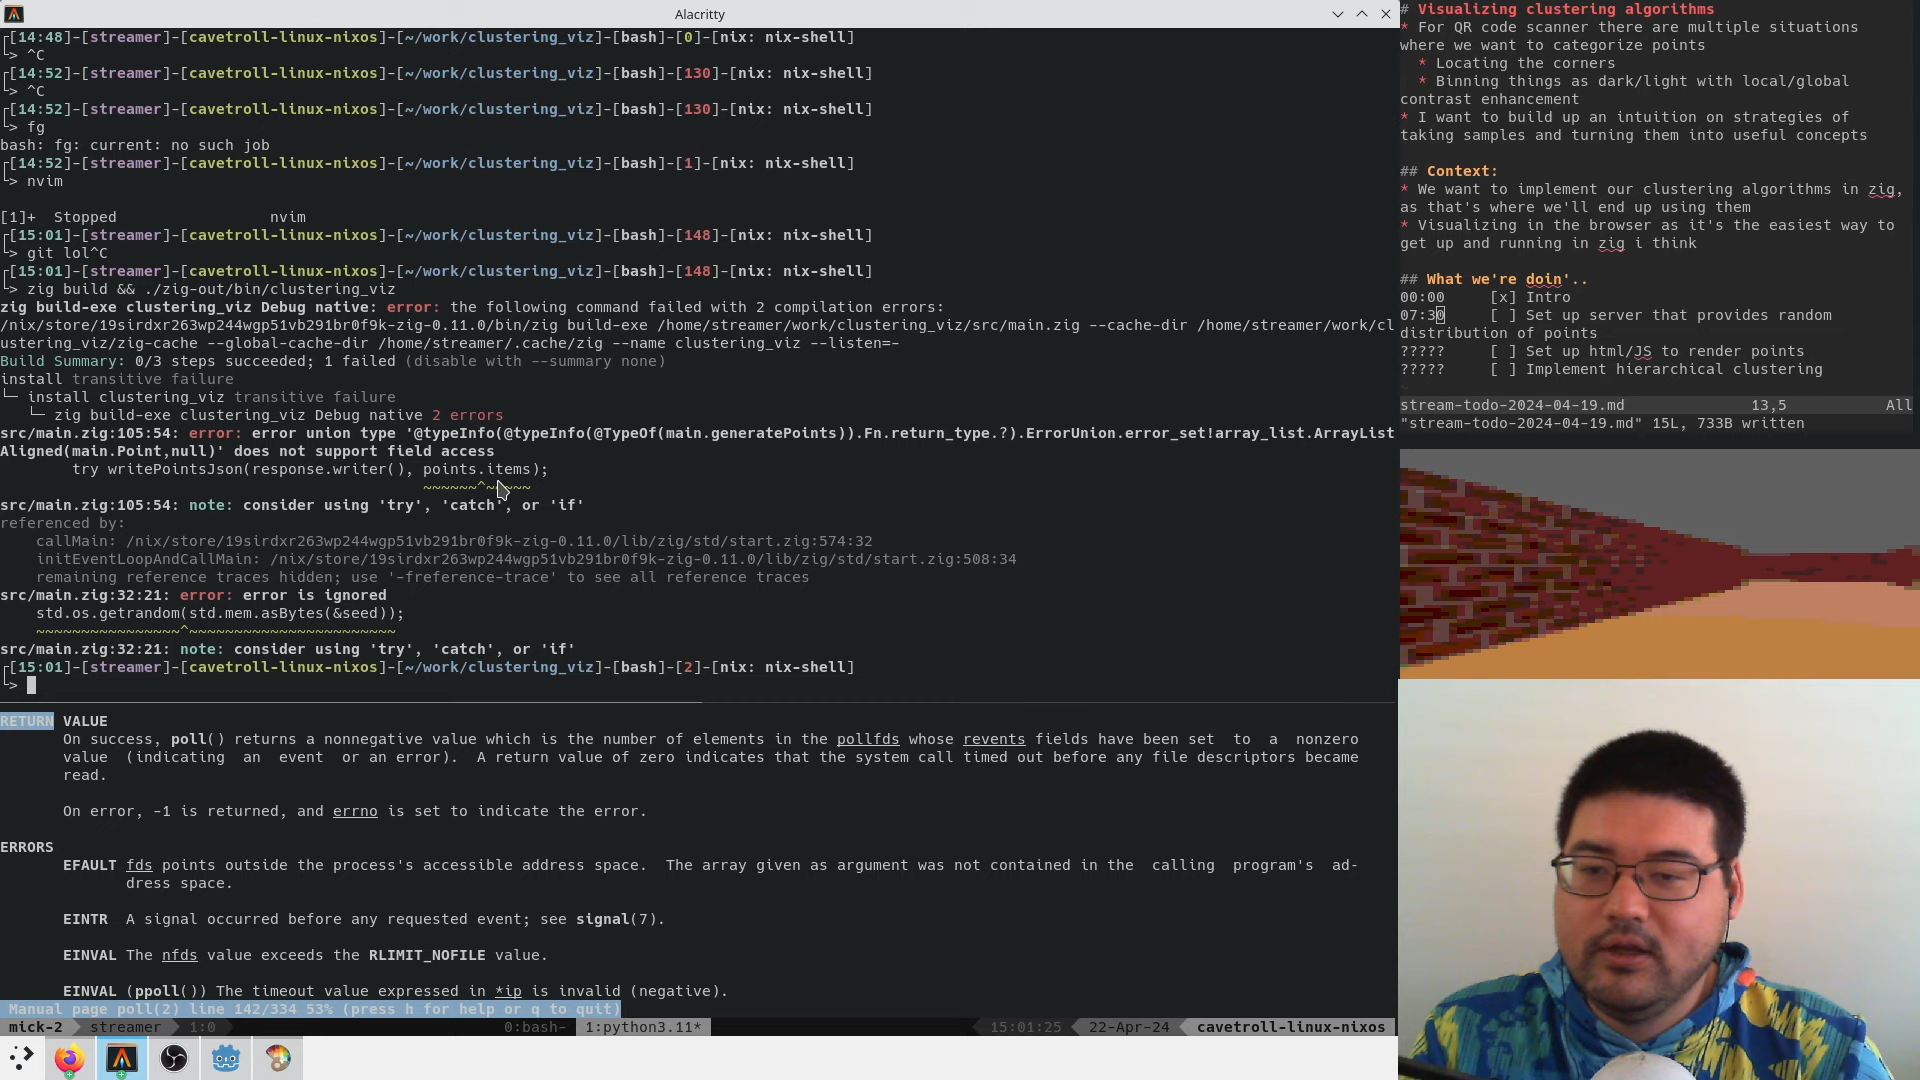 Alacritty
┌[14:48]-[streamer]-[cavetroll-linux-nixos]-[~/work/clustering_viz]-[bash]-[0]-[nix: nix-shell]
└> ^C
┌[14:52]-[streamer]-[cavetroll-linux-nixos]-[~/work/clustering_viz]-[bash]-[130]-[nix: nix-shell]
└> ^C
┌[14:52]-[streamer]-[cavetroll-linux-nixos]-[~/work/clustering_viz]-[bash]-[130]-[nix: nix-shell]
└> fg
bash: fg: current: no such job
┌[14:52]-[streamer]-[cavetroll-linux-nixos]-[~/work/clustering_viz]-[bash]-[1]-[nix: nix-shell]
└> nvim
[1]+  Stopped                 nvim
┌[15:01]-[streamer]-[cavetroll-linux-nixos]-[~/work/clustering_viz]-[bash]-[148]-[nix: nix-shell]
└> git lol^C
┌[15:01]-[streamer]-[cavetroll-linux-nixos]-[~/work/clustering_viz]-[bash]-[148]-[nix: nix-shell]
└> zig build && ./zig-out/bin/clustering_viz
zig build-exe clustering_viz Debug native: error: the following command failed with 2 compilation errors:
/nix/store/19sirdxr263wp244wgp51vb291br0f9k-zig-0.11.0/bin/zig build-exe /home/streamer/work/clustering_viz/src/main.zig --cache-dir /home/streamer/work/cl
ustering_viz/zig-cache --global-cache-dir /home/streamer/.cache/zig --name clustering_viz --listen=-
Build Summary: 0/3 steps succeeded; 1 failed (disable with --summary none)
install transitive failure
└─ install clustering_viz transitive failure
   └─ zig build-exe clustering_viz Debug native 2 errors
src/main.zig:105:54: error: error union type '@typeInfo(@typeInfo(@TypeOf(main.generatePoints)).Fn.return_type.?).ErrorUnion.error_set!array_list.ArrayList
Aligned(main.Point,null)' does not support field access
        try writePointsJson(response.writer(), points.items);
                                               ~~~~~~^~~~~~
src/main.zig:105:54: note: consider using 'try', 'catch', or 'if'
referenced by:
    callMain: /nix/store/19sirdxr263wp244wgp51vb291br0f9k-zig-0.11.0/lib/zig/std/start.zig:574:32
    initEventLoopAndCallMain: /nix/store/19sirdxr263wp244wgp51vb291br0f9k-zig-0.11.0/lib/zig/std/start.zig:508:34
    remaining reference traces hidden; use '-freference-trace' to see all reference traces
src/main.zig:32:21: error: error is ignored
    std.os.getrandom(std.mem.asBytes(&seed));
    ~~~~~~~~~~~~~~~~^~~~~~~~~~~~~~~~~~~~~~~~
src/main.zig:32:21: note: consider using 'try', 'catch', or 'if'
┌[15:01]-[streamer]-[cavetroll-linux-nixos]-[~/work/clustering_viz]-[bash]-[2]-[nix: nix-shell]
└>
RETURN VALUE
On success, poll() returns a nonnegative value which is the number of elements in the pollfds whose revents fields have been set to a nonzero
value (indicating an event or an error). A return value of zero indicates that the system call timed out before any file descriptors became
read.
On error, -1 is returned, and errno is set to indicate the error.
ERRORS
EFAULT fds points outside the process's accessible address space. The array given as argument was not contained in the calling program's ad-
dress space.
EINTR A signal occurred before any requested event; see signal(7).
EINVAL The nfds value exceeds the RLIMIT_NOFILE value.
EINVAL (ppoll()) The timeout value expressed in *ip is invalid (negative).
Manual page poll(2) line 142/334 53% (press h for help or q to quit)
mick-2 streamer 1:0 0:bash- 1:python3.11* 15:01:25 22-Apr-24 cavetroll-linux-nixos
# Visualizing clustering algorithms
* For QR code scanner there are multiple situations
where we want to categorize points
  * Locating the corners
  * Binning things as dark/light with local/global
contrast enhancement
* I want to build up an intuition on strategies of
taking samples and turning them into useful concepts
## Context:
* We want to implement our clustering algorithms in zig,
as that's where we'll end up using them
* Visualizing in the browser as it's the easiest way to
get up and running in zig i think
## What we're doin'..
00:00     [x] Intro
07:30     [ ] Set up server that provides random
distribution of points
?????     [ ] Set up html/JS to render points
?????     [ ] Implement hierarchical clustering
~
stream-todo-2024-04-19.md 13,5 All
"stream-todo-2024-04-19.md" 15L, 733B written